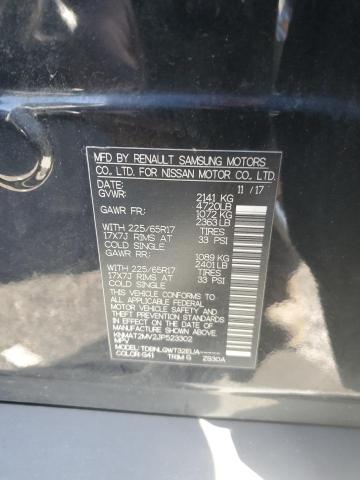 MFD BY RENAULT SAMSUNG MOTORS
CO. LTD. FOR NISSAN MOTOR CO. LTD.
DATE: 11 / 17
GVWR: 2141 KG
4720LB
GAWR FR: 1072 KG
2363 LB
WITH 225/65R17 TIRES
17X7J RIMS AT 33 PSI
COLD SINGLE
GAWR RR: 1089 KG
2401 LB
WITH 225/65R17 TIRES
17X7J RIMS AT 33 PSI
COLD SINGLE
THIS VEHICLE CONFORMS TO
ALL APPLICABLE FEDERAL
MOTOR VEHICLE SAFETY, BUMPER
AND THEFT PREVENTION STANDARDS
IN EFFECT ON THE DATE OF
MANUFACTURE SHOWN ABOVE.
KNMAT2MV2JP523302
MPV
MODEL:
COLOR: G41 TRIM: G